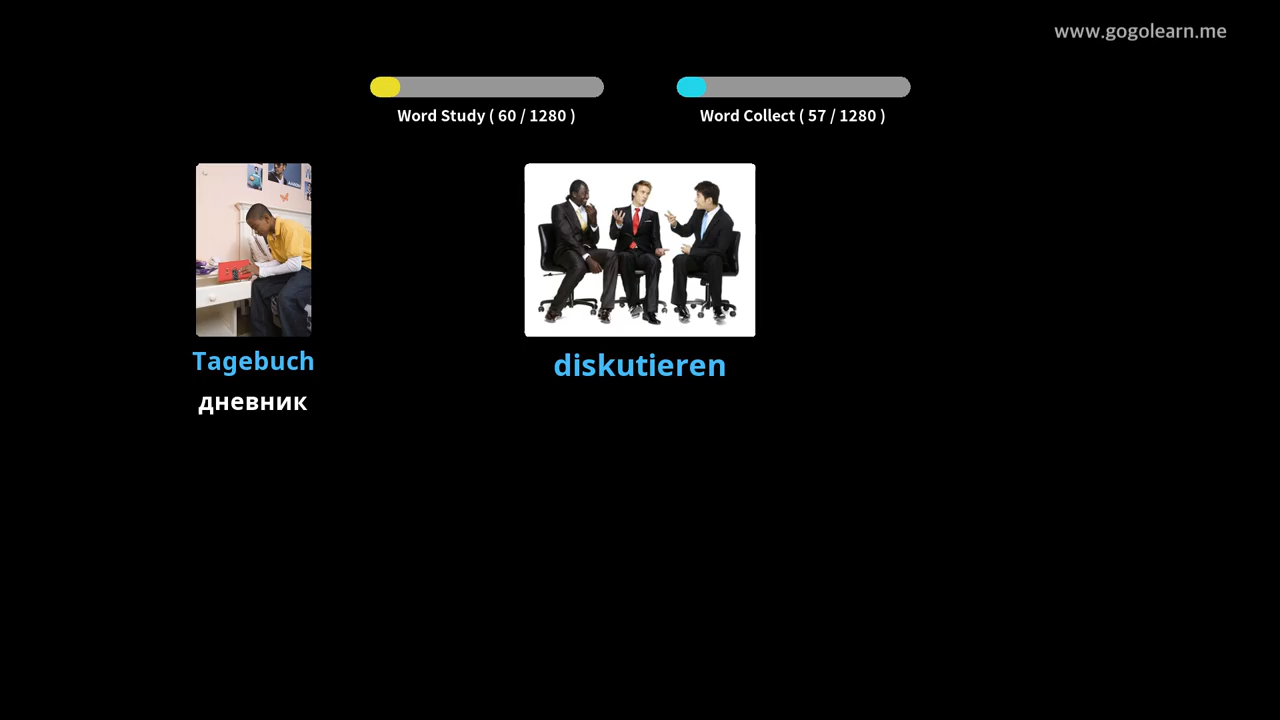 www.gogolearn.me
Word Study ( 60 / 1280 )
Word Collect ( 57 / 1280 )
Tagebuch
дневник
diskutieren